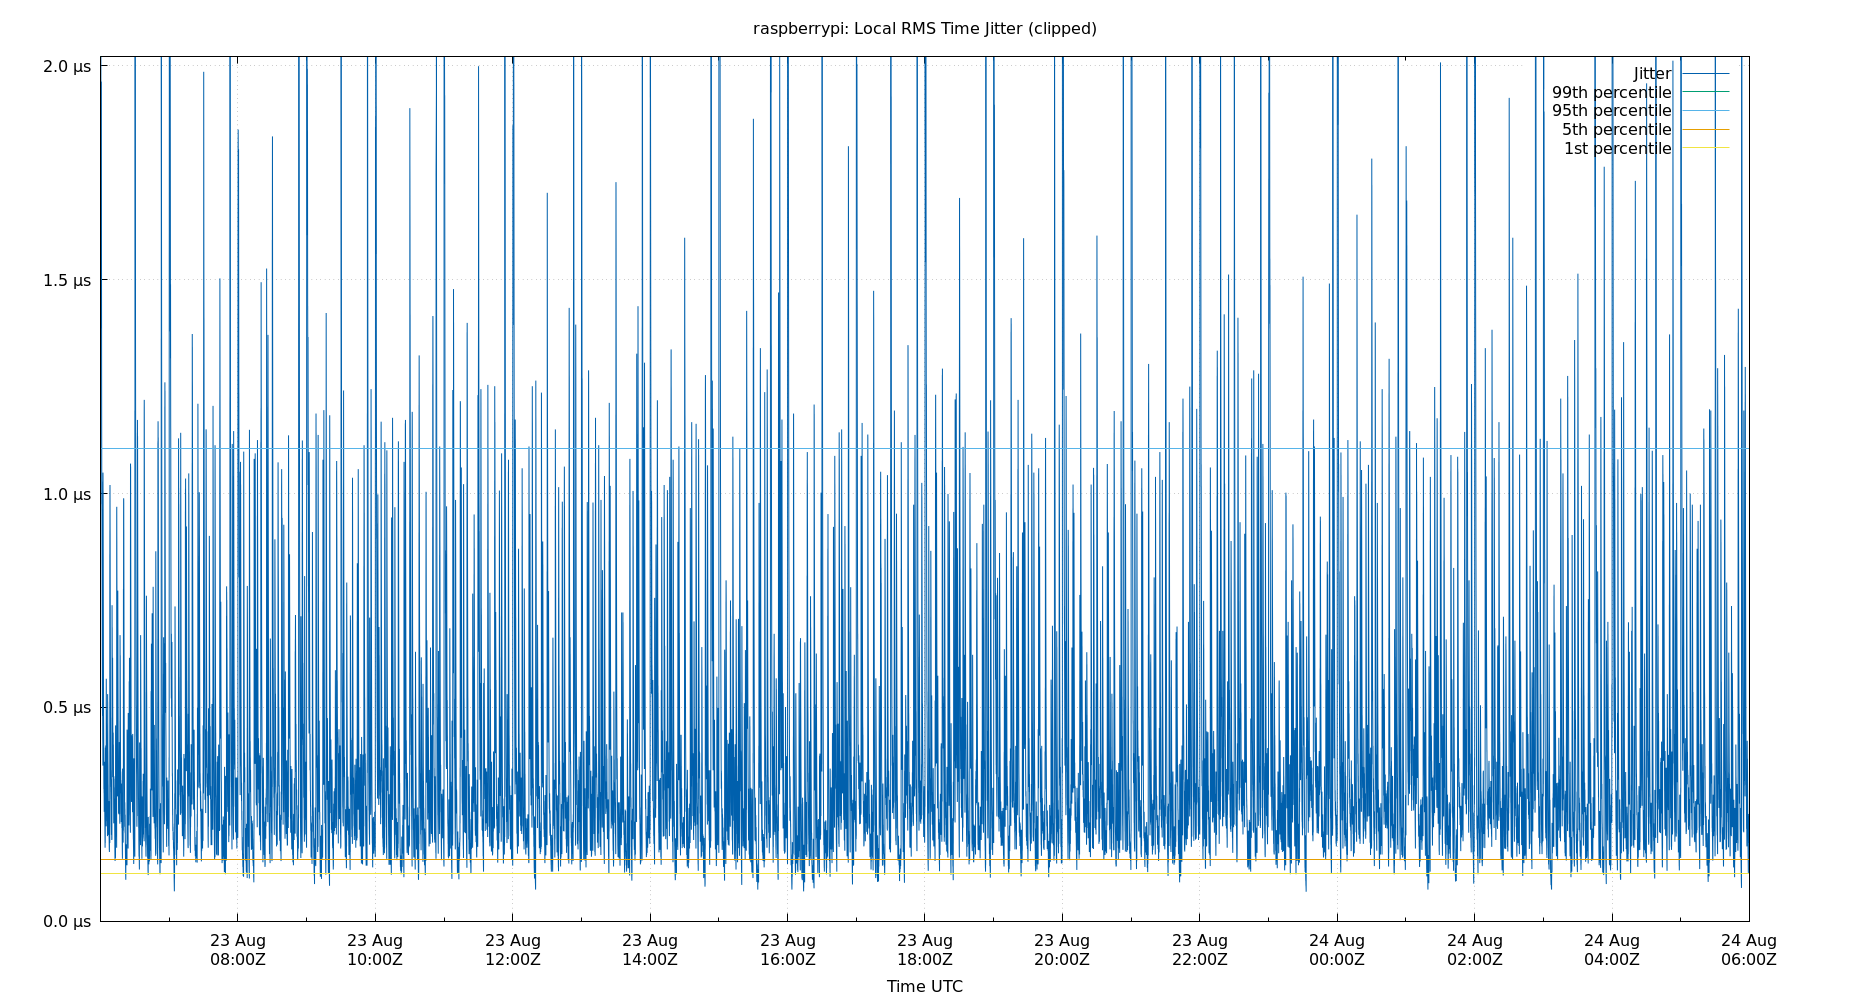 raspberrypi: Local RMS Time Jitter (clipped)
2.0 µs
1.5 µs
1.0 µs
0.5 µs
0.0 µs
Jitter
99th percentile
95th percentile
5th percentile
1st percentile
23 Aug 23 Aug 23 Aug 23 Aug 23 Aug 23 Aug 23 Aug 23 Aug 24 Aug 24 Aug 24 Aug 24 Aug
08:00Z 10:00Z 12:00Z 14:00Z 16:00Z 18:00Z 20:00Z 22:00Z 00:00Z 02:00Z 04:00Z 06:00Z
Time UTC